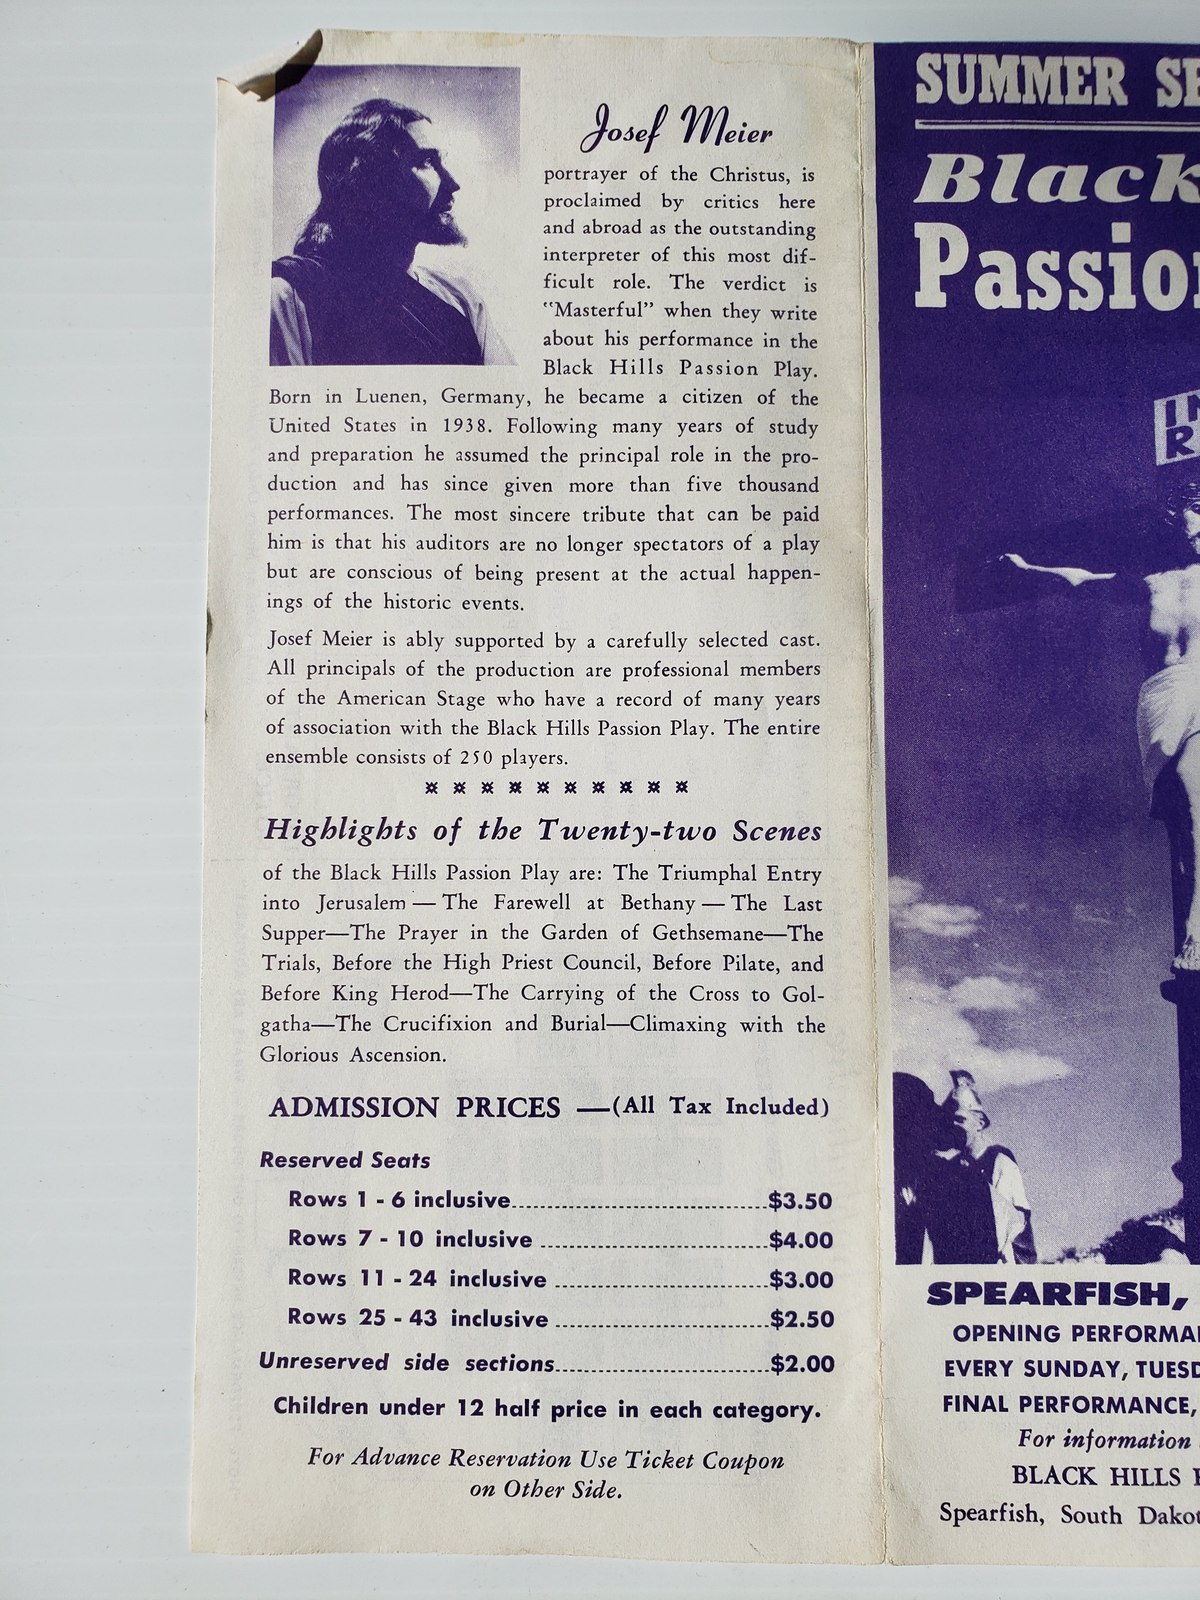 Josef Meier
portrayer of the Christus, is
proclaimed by critics here
and abroad as the outstanding
interpreter of this most dif-
ficult role. The verdict is
"Masterful" when they write
about his performance in the
Black Hills Passion Play.
Born in Luenen, Germany, he became a citizen of the
United States in 1938. Following many years of study
and preparation he assumed the principal role in the pro-
duction and has since given more than five thousand
performances. The most sincere tribute that can be paid
him is that his auditors are no longer spectators of a play
but are conscious of being present at the actual happen-
ings of the historic events.
Josef Meier is ably supported by a carefully selected cast.
All principals of the production are professional members
of the American Stage who have a record of many years
of association with the Black Hills Passion Play. The entire
ensemble consists of 250 players.
Highlights of the Twenty-two Scenes
of the Black Hills Passion Play are: The Triumphal Entry
into Jerusalem — The Farewell at Bethany — The Last
Supper—The Prayer in the Garden of Gethsemane—The
Trials, Before the High Priest Council, Before Pilate, and
Before King Herod—The Carrying of the Cross to Gol-
gatha—The Crucifixion and Burial—Climaxing with the
Glorious Ascension.
ADMISSION PRICES —(All Tax Included)
Reserved Seats
Rows 1 - 6 inclusive $3.50
Rows 7 - 10 inclusive $4.00
Rows 11 - 24 inclusive $3.00
Rows 25 - 43 inclusive $2.50
Unreserved side sections $2.00
Children under 12 half price in each category.
For Advance Reservation Use Ticket Coupon
on Other Side.
SUMMER
Black
Passion
SPEARFISH,
OPENING
EVERY SUNDAY,
FINAL PERFORMANCE,
For information
BLACK HILLS
Spearfish, South